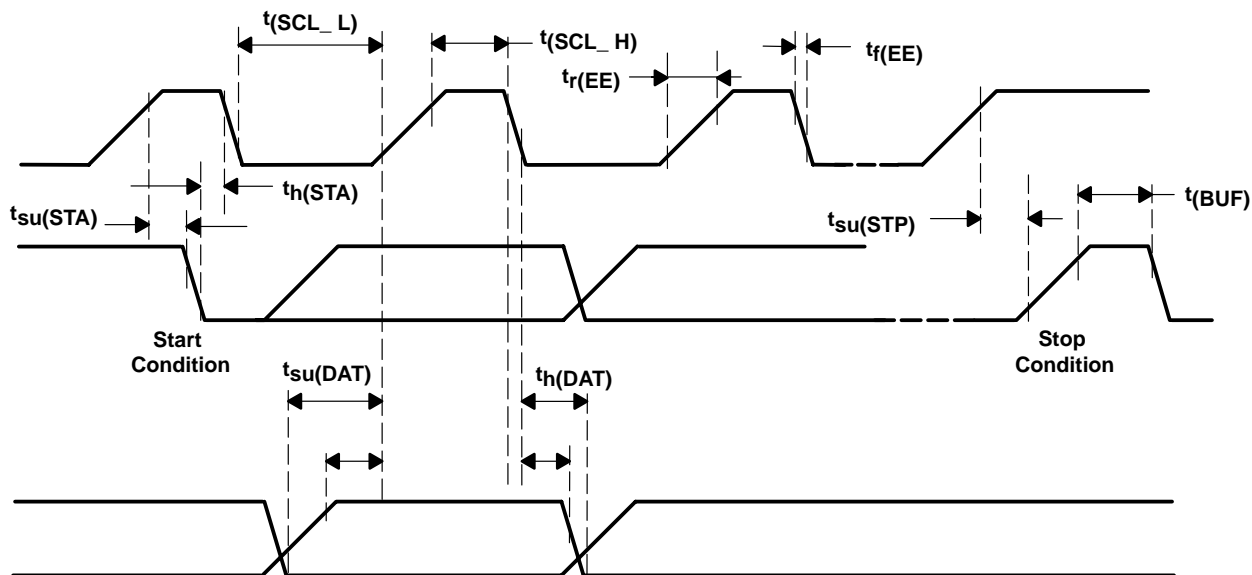 t(SCL_ L)
t(SCL_ H)
tr(EE)
tf(EE)
th(STA)
tsu(STA)
tsu(STP)
t(BUF)
Start
Condition
Stop
Condition
tsu(DAT)
th(DAT)